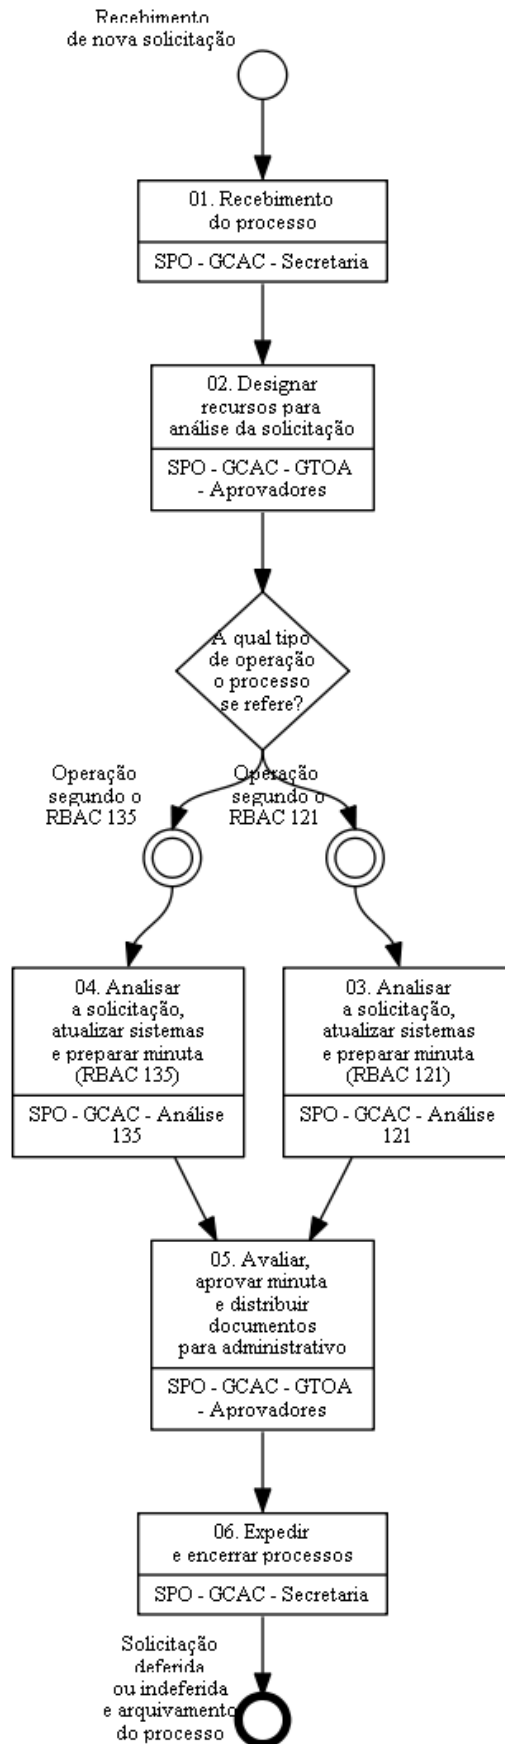 Recebimento
de nova solicitação
01. Recebimento
do processo
SPO - GCAC - Secretaria
02. Designar
recursos para
análise da solicitação
SPO - GCAC - GTOA
- Aprovadores
A qual tipo
de operação
o processo
se refere?
Operação
segundo o
RBAC 135
Operação
segundo o
RBAC 121
04. Analisar
a solicitação,
atualizar sistemas
e preparar minuta
(RBAC 135)
SPO - GCAC - Análise
135
03. Analisar
a solicitação,
atualizar sistemas
e preparar minuta
(RBAC 121)
SPO - GCAC - Análise
121
05. Avaliar,
aprovar minuta
e distribuir
documentos
para administrativo
SPO - GCAC - GTOA
- Aprovadores
06. Expedir
e encerrar processos
SPO - GCAC - Secretaria
Solicitação
deferida
ou indeferida
e arquivamento
do processo